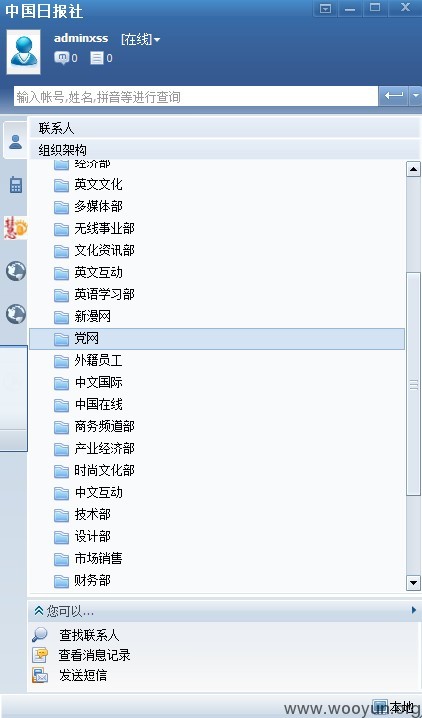 中国日报社
adminxss [在线]
0 0
输入帐号,姓名,拼音等进行查询
联系人
组织架构
经济部
英文文化
多媒体部
无线事业部
文化资讯部
英文互动
英语学习部
新漫网
党网
外籍员工
中文国际
中国在线
商务频道部
产业经济部
时尚文化部
中文互动
技术部
设计部
市场销售
财务部
您可以...
查找联系人
查看消息记录
发送短信
本地
www.wooyun.org